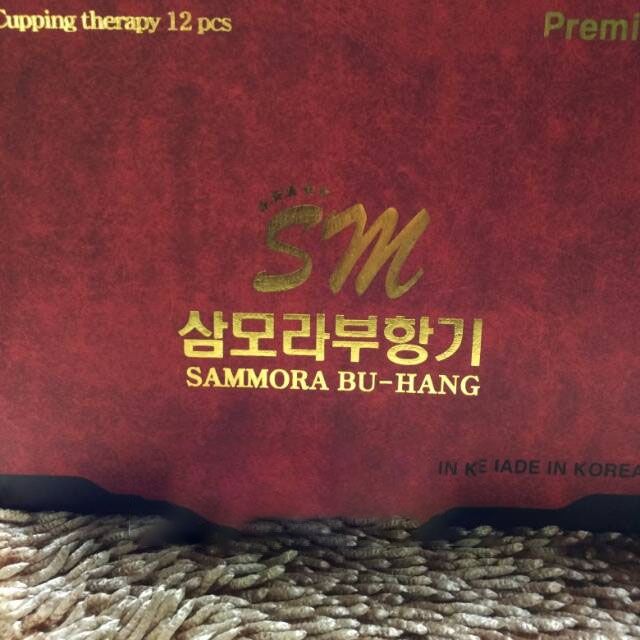 Cupping therapy 12 pcs
Premi
SM
삼모라부항기
SAMMORA BU-HANG
IN KE IADE IN KOREA